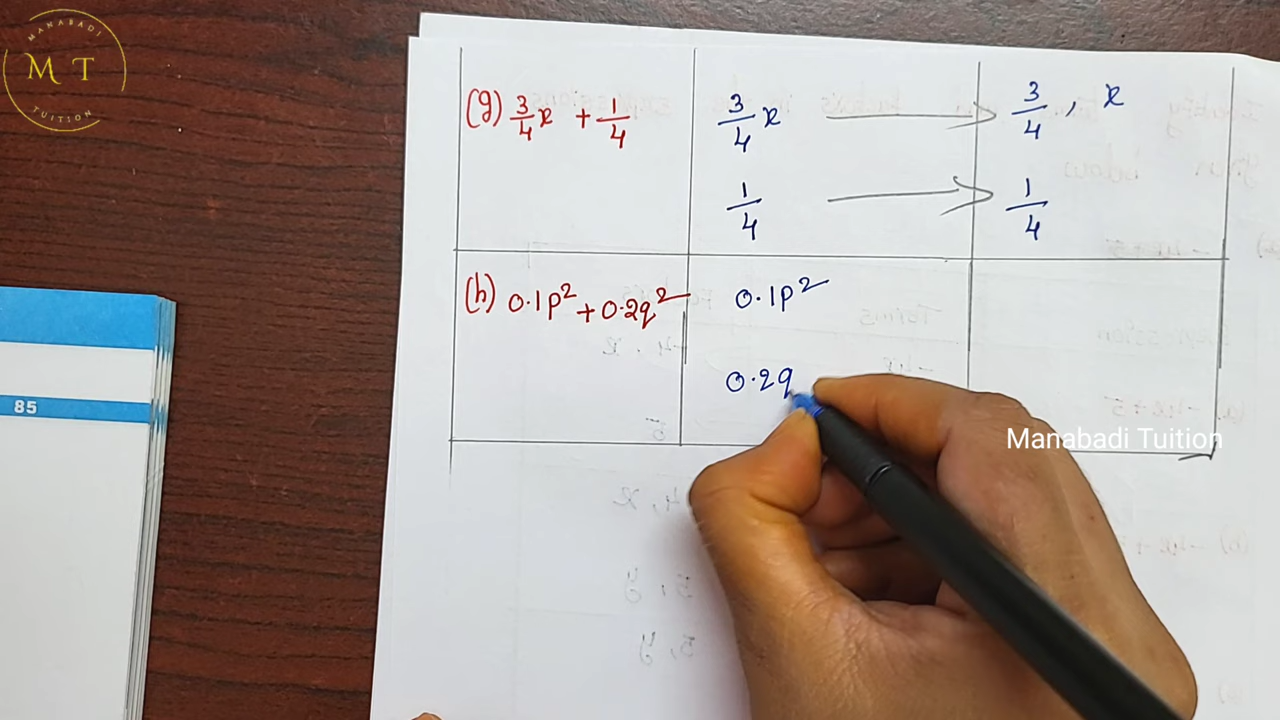 MANABADI
M T
TUITION
(g) 3/4 x + 1/4
3/4 x → 3/4 , x
1/4 → 1/4
(h) 0.1p² + 0.2q²
0.1p²
0.2q
85
Manabadi Tuition